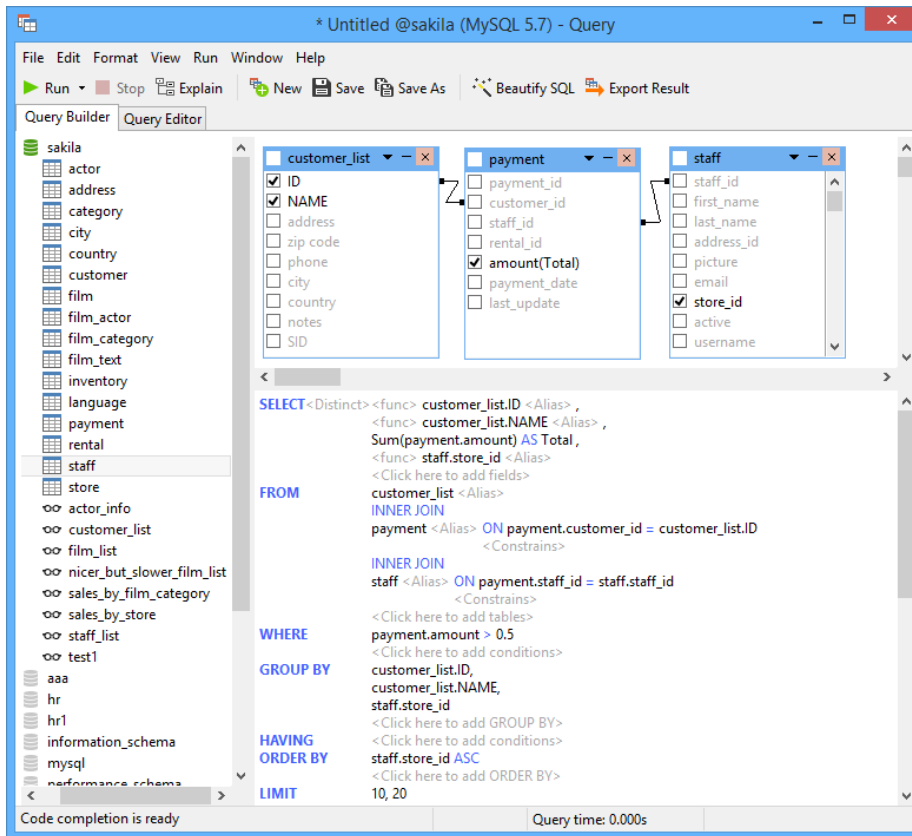 * Untitled @sakila (MySQL 5.7) - Query
File Edit Format View Run Window Help
Run Stop Explain New Save Save As Beautify SQL Export Result
Query Builder Query Editor
sakila
actor
address
category
city
country
customer
film
film_actor
film_category
film_text
inventory
language
payment
rental
staff
store
actor_info
customer_list
film_list
nicer_but_slower_film_list
sales_by_film_category
sales_by_store
staff_list
test1
aaa
hr
hr1
information_schema
mysql
performance_schema
customer_list
ID
NAME
address
zip code
phone
city
country
notes
SID
payment
payment_id
customer_id
staff_id
rental_id
amount(Total)
payment_date
last_update
staff
staff_id
first_name
last_name
address_id
picture
email
store_id
active
username
SELECT <Distinct> <func> customer_list.ID <Alias> ,
<func> customer_list.NAME <Alias> ,
Sum(payment.amount) AS Total ,
<func> staff.store_id <Alias>
<Click here to add fields>
FROM customer_list <Alias>
INNER JOIN
payment <Alias> ON payment.customer_id = customer_list.ID
<Constrains>
INNER JOIN
staff <Alias> ON payment.staff_id = staff.staff_id
<Constrains>
<Click here to add tables>
WHERE payment.amount > 0.5
<Click here to add conditions>
GROUP BY customer_list.ID,
customer_list.NAME,
staff.store_id
<Click here to add GROUP BY>
HAVING <Click here to add conditions>
ORDER BY staff.store_id ASC
<Click here to add ORDER BY>
LIMIT 10, 20
Code completion is ready Query time: 0.000s